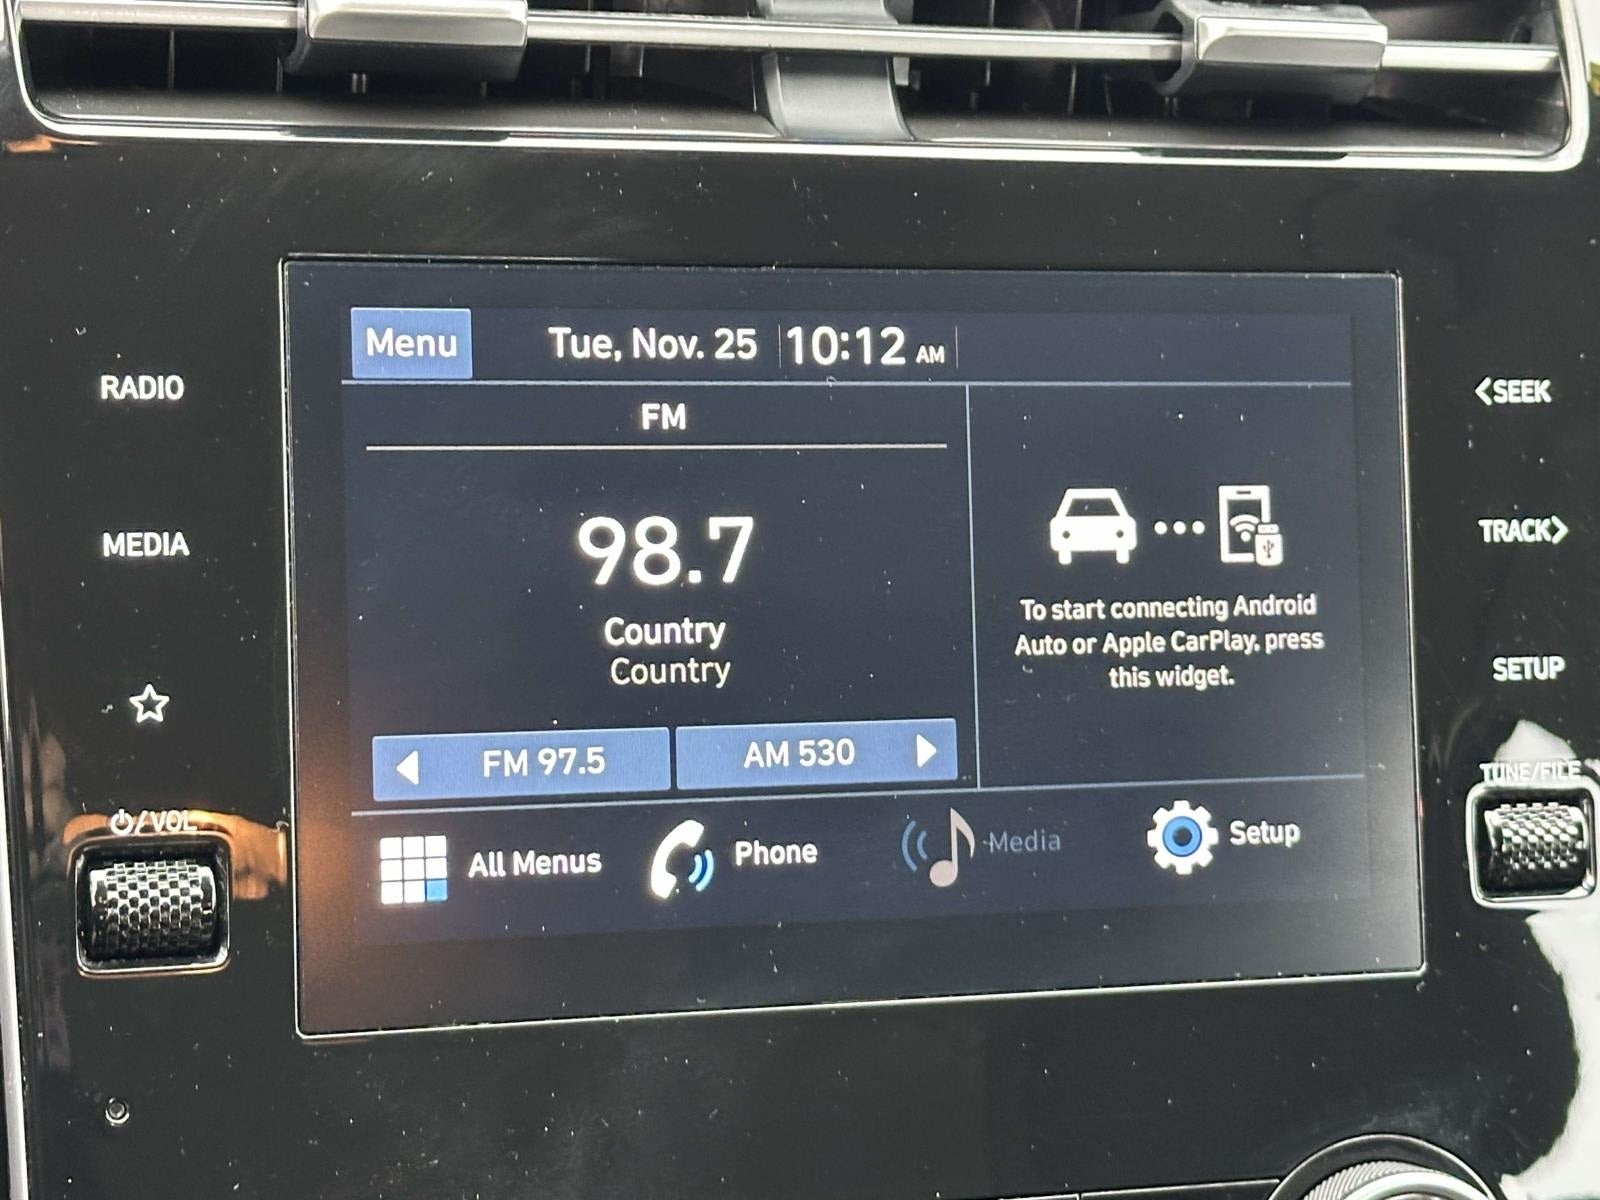 Menu
Tue, Nov. 25
10:12 AM
RADIO
<SEEK
FM
MEDIA
TRACK>
98.7
Country
Country
To start connecting Android
Auto or Apple CarPlay, press
this widget.
SETUP
FM 97.5
AM 530
TUNE/FILE
/VOL
All Menus
Phone
Media
Setup